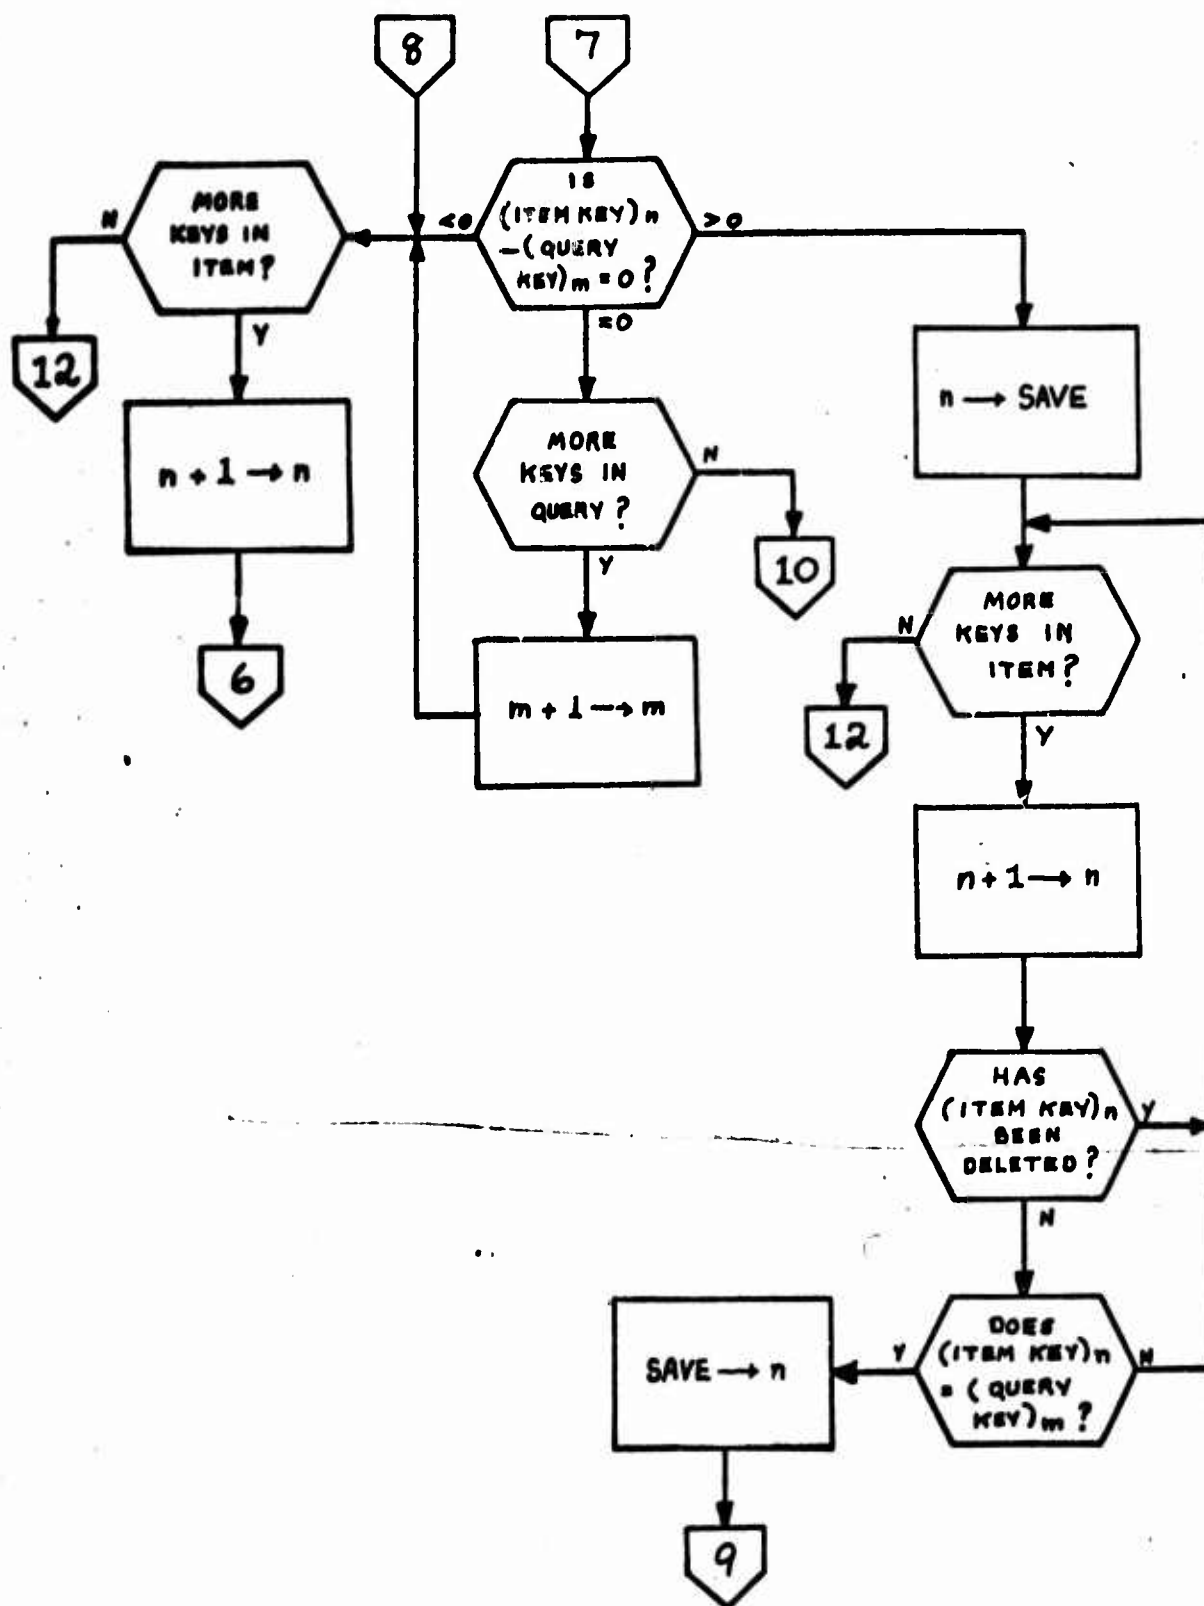 8
7
IS
(ITEM KEY)n
-(QUERY
KEY)m = 0?
<0
>0
=0
MORE
KEYS IN
ITEM?
N
Y
12
n + 1 → n
6
MORE
KEYS IN
QUERY?
N
Y
10
m + 1 → m
n → SAVE
MORE
KEYS IN
ITEM?
N
Y
12
n + 1 → n
HAS
(ITEM KEY)n
BEEN
DELETED?
Y
N
DOES
(ITEM KEY)n
= (QUERY
KEY)m?
Y
N
SAVE → n
9